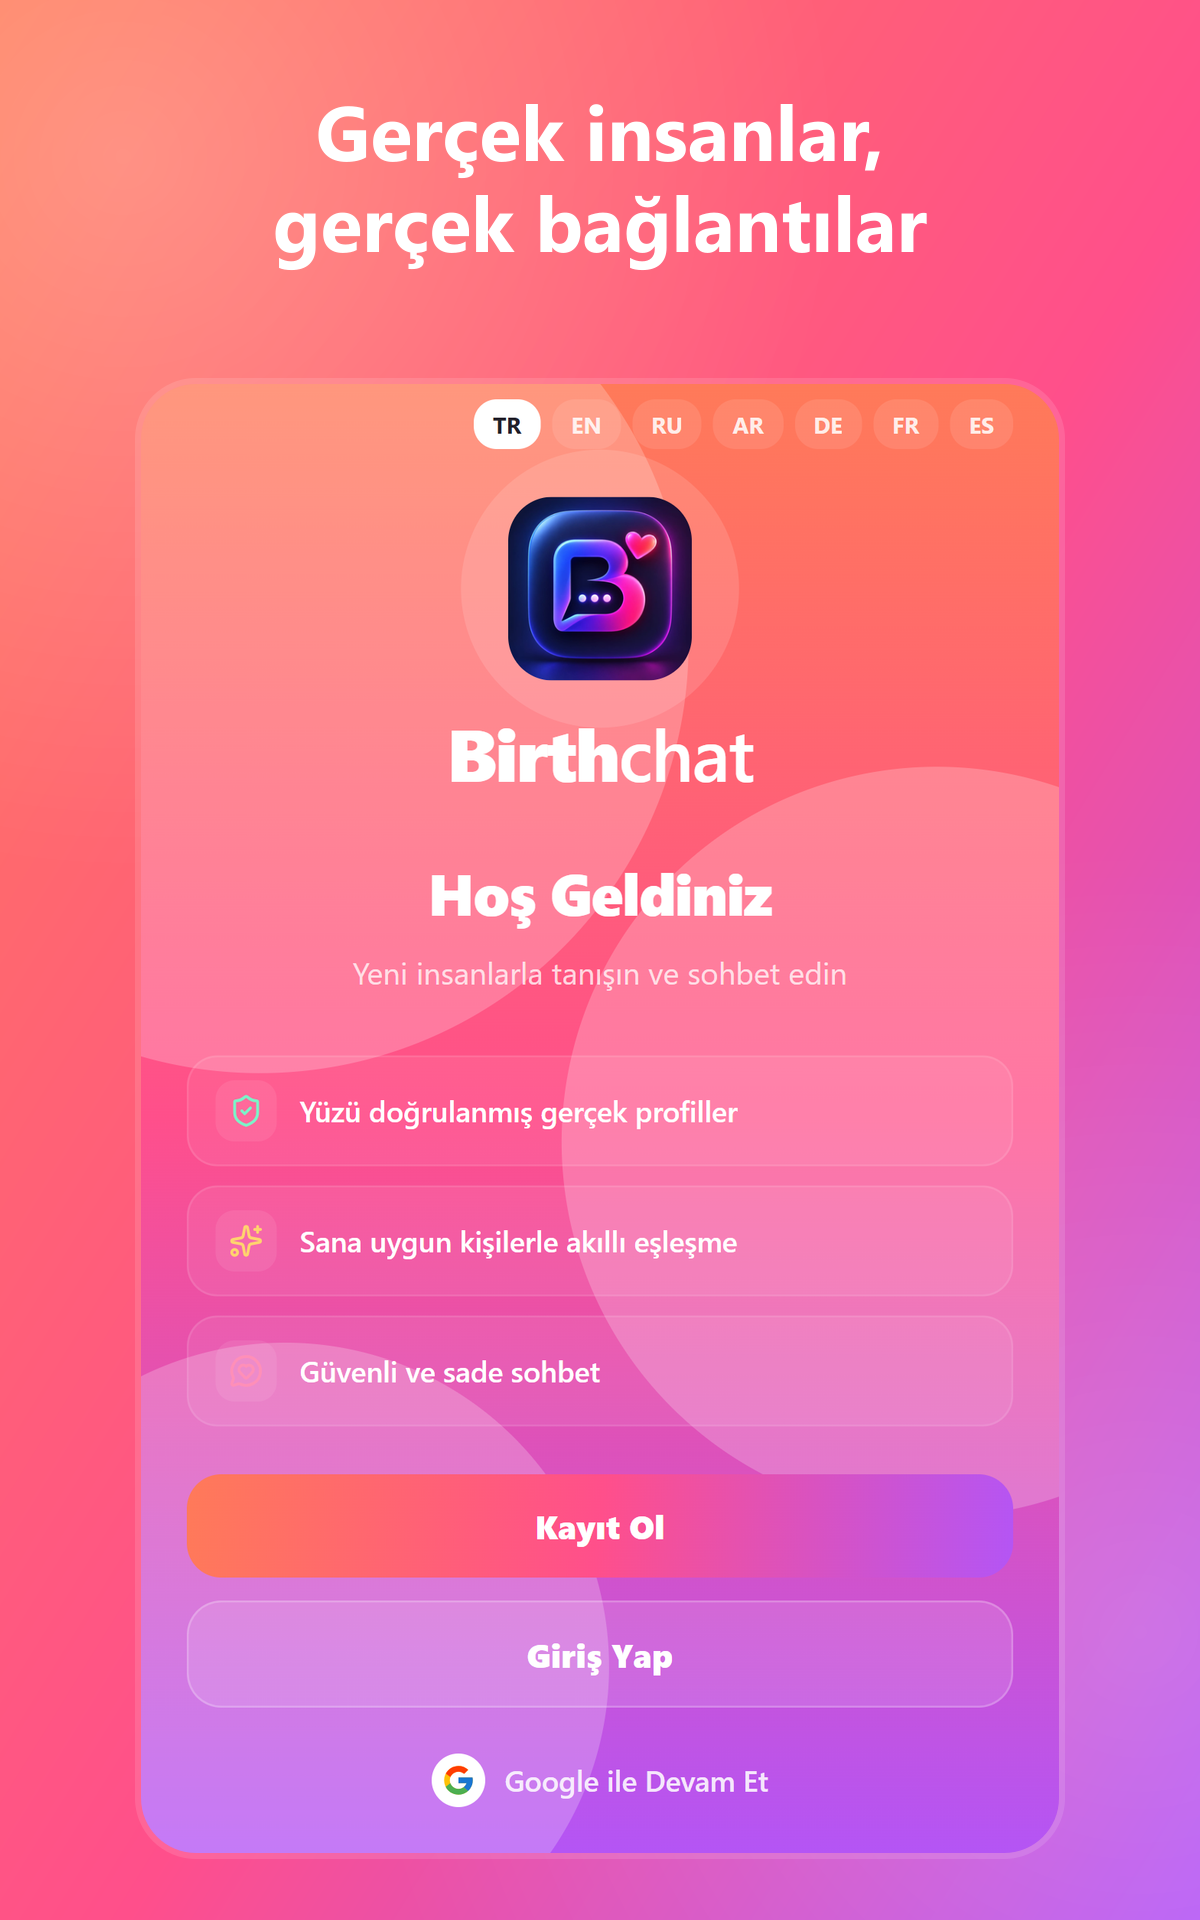 Gerçek insanlar,
gerçek bağlantılar
TR EN RU AR DE FR ES
B
Birthchat
Hoş Geldiniz
Yeni insanlarla tanışın ve sohbet edin
Yüzü doğrulanmış gerçek profiller
Sana uygun kişilerle akıllı eşleşme
Güvenli ve sade sohbet
Kayıt Ol
Giriş Yap
G Google ile Devam Et